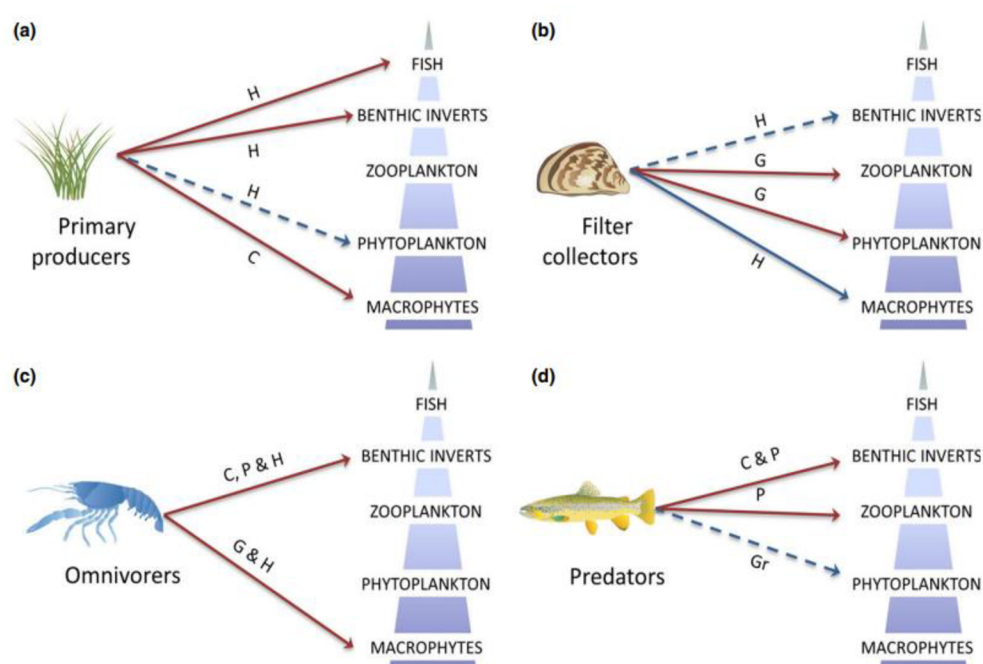 (a)
FISH
H
BENTHIC INVERTS
H
ZOOPLANKTON
H
Primary
producers
PHYTOPLANKTON
C
MACROPHYTES
(b)
FISH
H
BENTHIC INVERTS
G
ZOOPLANKTON
G
Filter
collectors
PHYTOPLANKTON
H
MACROPHYTES
(c)
FISH
C, P & H
BENTHIC INVERTS
ZOOPLANKTON
G & H
Omnivorers
PHYTOPLANKTON
MACROPHYTES
(d)
FISH
C & P
BENTHIC INVERTS
P
ZOOPLANKTON
Gr
Predators
PHYTOPLANKTON
MACROPHYTES